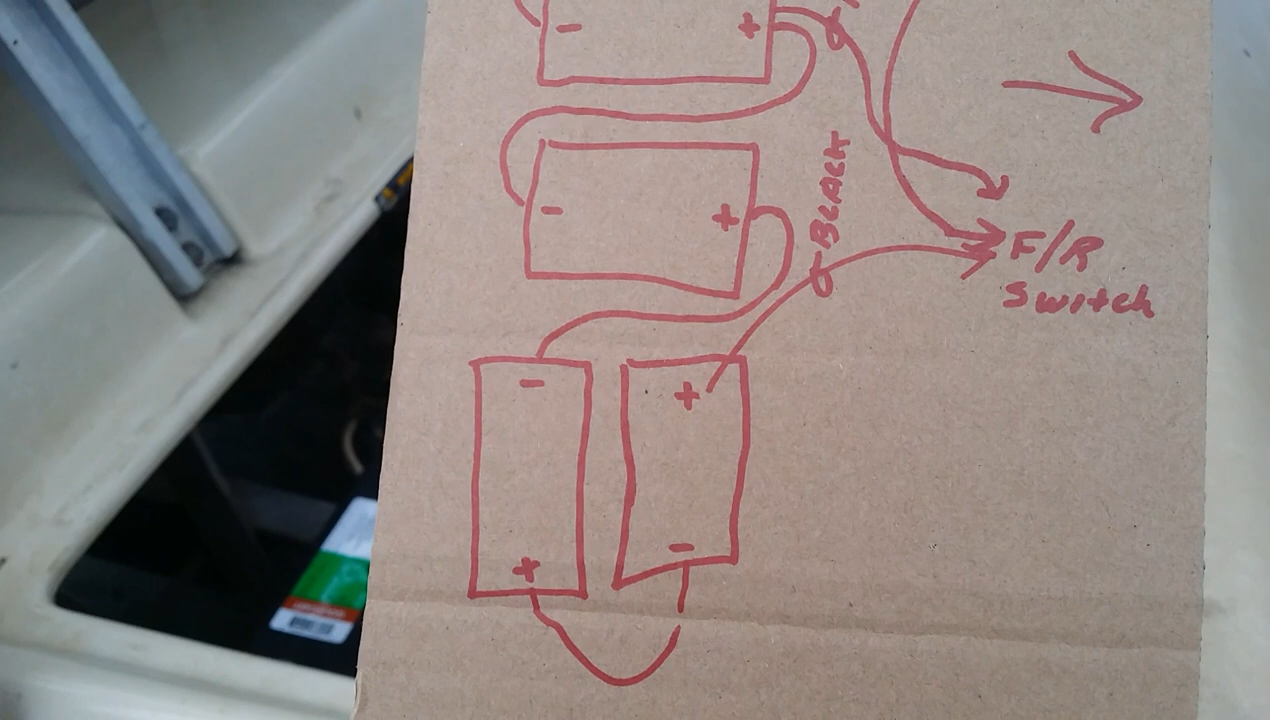 - +
- +
Black
F/R
Switch
- +
+ -